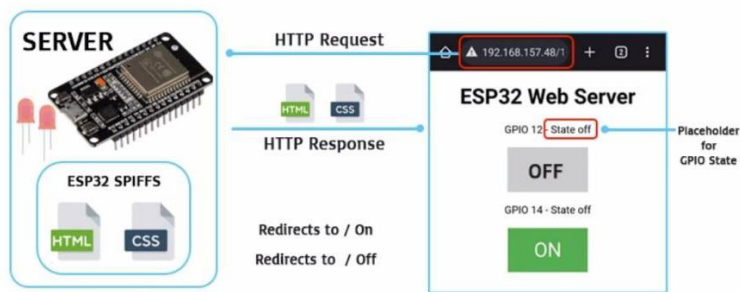 SERVER
ESP32 SPIFFS
HTML
CSS
HTTP Request
HTML
CSS
HTTP Response
Redirects to / On
Redirects to / Off
192.168.157.48/1
2
ESP32 Web Server
GPIO 12 - State off
OFF
GPIO 14 - State off
ON
Placeholder
for
GPIO State